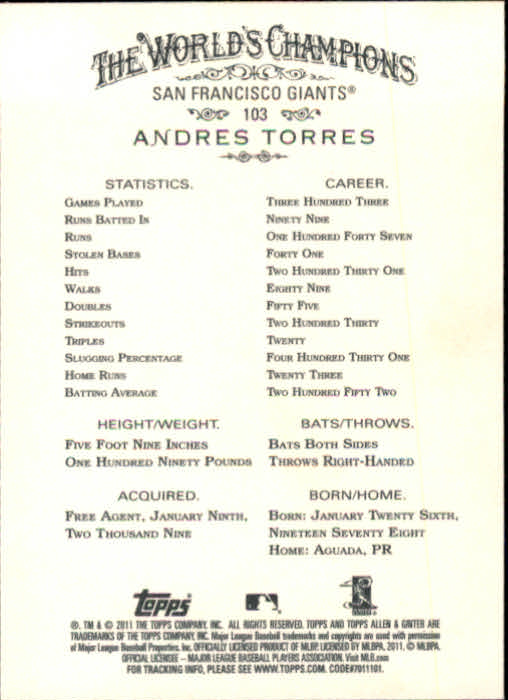 THE WORLD'S CHAMPIONS
SAN FRANCISCO GIANTS®
103
ANDRES TORRES
STATISTICS. CAREER.
GAMES PLAYED THREE HUNDRED THREE
RUNS BATTED IN NINETY NINE
RUNS ONE HUNDRED FORTY SEVEN
STOLEN BASES FORTY ONE
HITS TWO HUNDRED THIRTY ONE
WALKS EIGHTY NINE
DOUBLES FIFTY FIVE
STRIKEOUTS TWO HUNDRED THIRTY
TRIPLES TWENTY
SLUGGING PERCENTAGE FOUR HUNDRED THIRTY ONE
HOME RUNS TWENTY THREE
BATTING AVERAGE TWO HUNDRED FIFTY TWO
HEIGHT/WEIGHT. BATS/THROWS.
FIVE FOOT NINE INCHES BATS BOTH SIDES
ONE HUNDRED NINETY POUNDS THROWS RIGHT-HANDED
ACQUIRED. BORN/HOME.
FREE AGENT, JANUARY NINTH, BORN: JANUARY TWENTY SIXTH,
TWO THOUSAND NINE NINETEEN SEVENTY EIGHT
HOME: AGUADA, PR
Topps
®, TM & © 2011 THE TOPPS COMPANY, INC. ALL RIGHTS RESERVED. TOPPS AND TOPPS ALLEN & GINTER ARE
TRADEMARKS OF THE TOPPS COMPANY, INC. Major League Baseball trademarks and copyrights are used with permission
of Major League Baseball Properties, Inc. OFFICIALLY LICENSED PRODUCT OF MLBP. LICENSED BY MLBPA, 2011, © MLBPA.
OFFICIAL LICENSEE – MAJOR LEAGUE BASEBALL PLAYERS ASSOCIATION. Visit MLB.com
FOR TRACKING INFO, PLEASE SEE WWW.TOPPS.COM. CODE#7011101.